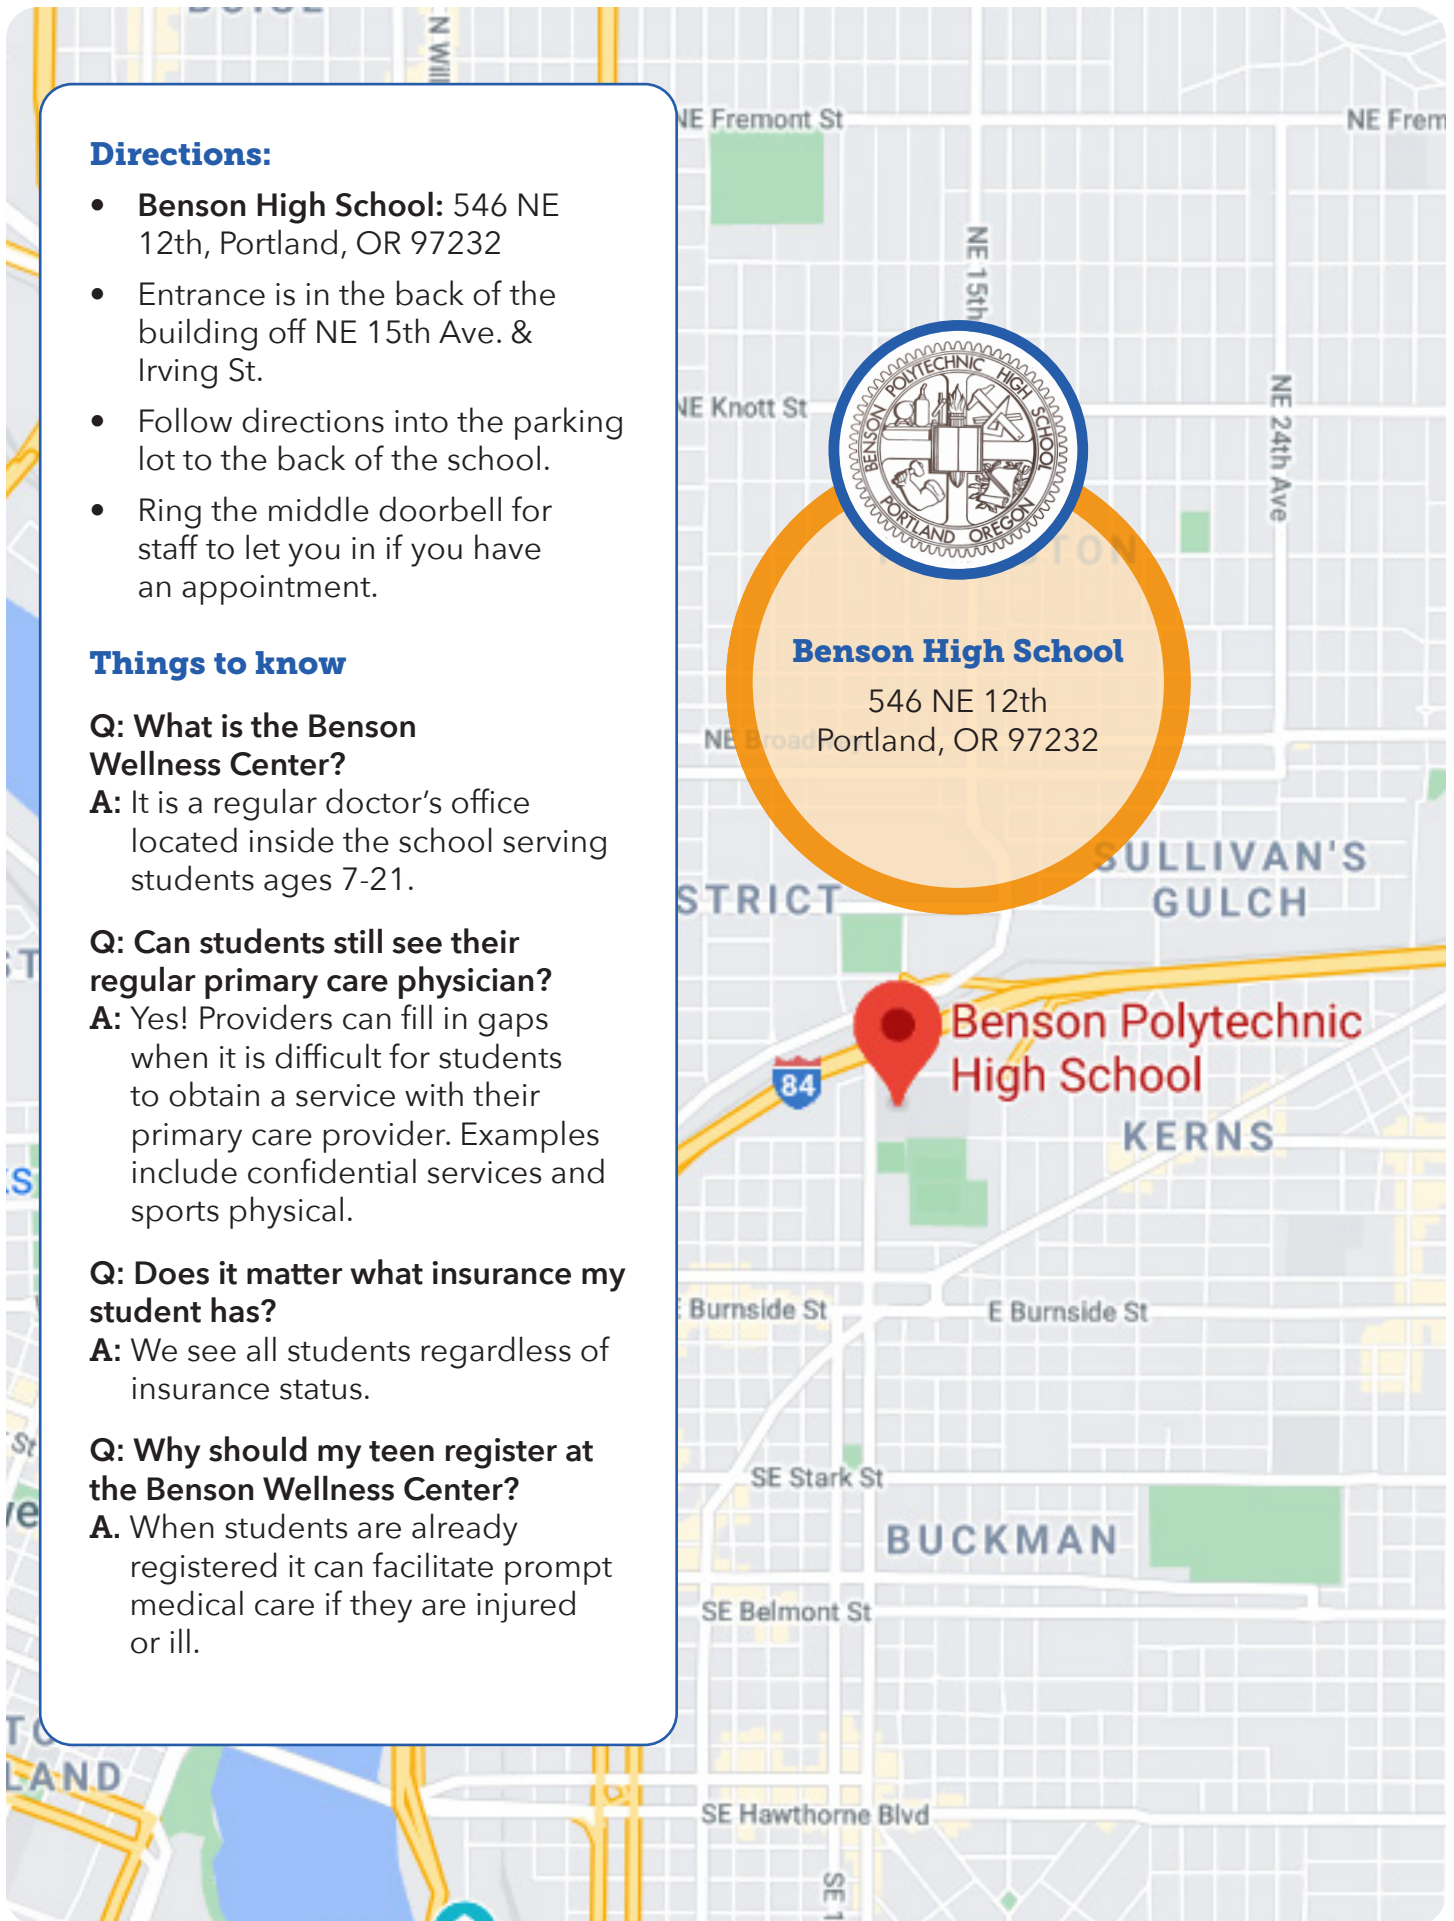 Directions:
• Benson High School: 546 NE
12th, Portland, OR 97232
• Entrance is in the back of the
building off NE 15th Ave. &
Irving St.
• Follow directions into the parking
lot to the back of the school.
• Ring the middle doorbell for
staff to let you in if you have
an appointment.
Things to know
Q: What is the Benson
Wellness Center?
A: It is a regular doctor's office
located inside the school serving
students ages 7-21.
Q: Can students still see their
regular primary care physician?
A: Yes! Providers can fill in gaps
when it is difficult for students
to obtain a service with their
primary care provider. Examples
include confidential services and
sports physical.
Q: Does it matter what insurance my
student has?
A: We see all students regardless of
insurance status.
Q: Why should my teen register at
the Benson Wellness Center?
A. When students are already
registered it can facilitate prompt
medical care if they are injured
or ill.
N Will
NE Fremont St
NE Frem
NE 15th
NE Knott St
NE 24th Ave
BENSON POLYTECHNIC HIGH SCHOOL
PORTLAND OREGON
TON
Benson High School
546 NE 12th
Portland, OR 97232
NE Broadway
SULLIVAN'S
GULCH
STRICT
84
Benson Polytechnic
High School
KERNS
E Burnside St
E Burnside St
SE Stark St
BUCKMAN
SE Belmont St
LAND
SE Hawthorne Blvd
SE 1